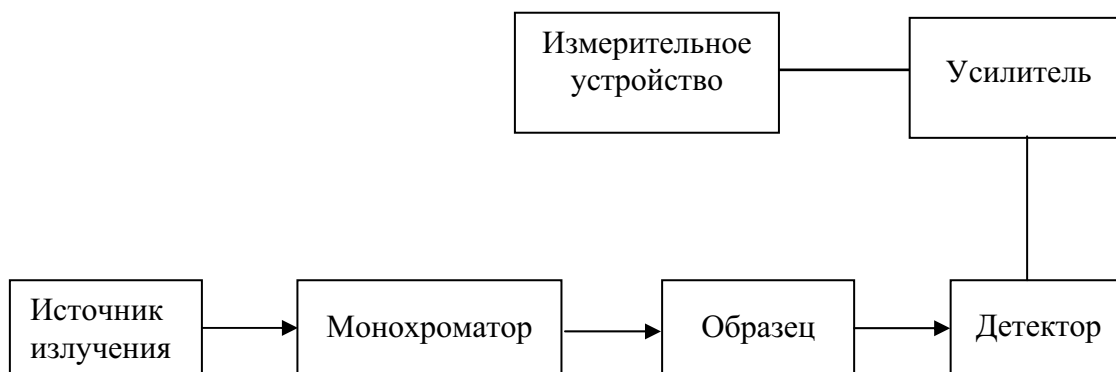 Измерительное
устройство
Усилитель
Источник
излучения
Монохроматор
Образец
Детектор